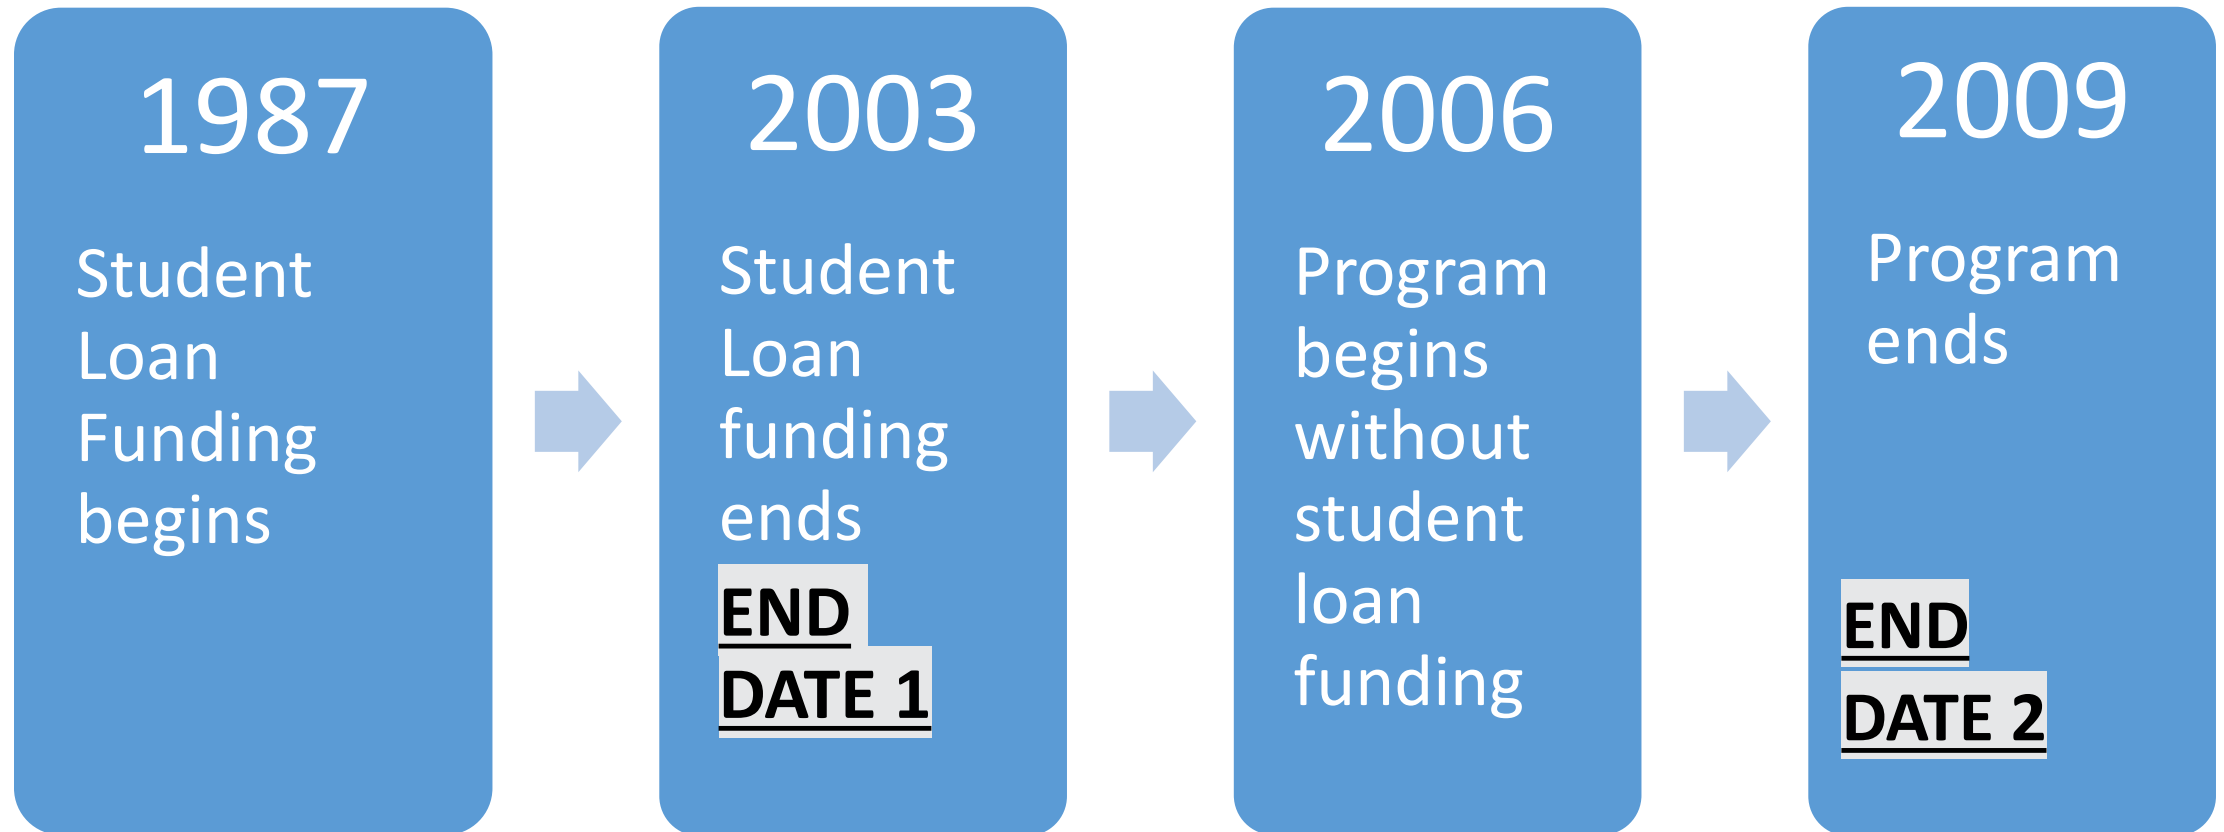 1987
Student
Loan
Funding
begins
2003
Student
Loan
funding
ends
END
DATE 1
2006
Program
begins
without
student
loan
funding
2009
Program
ends
END
DATE 2